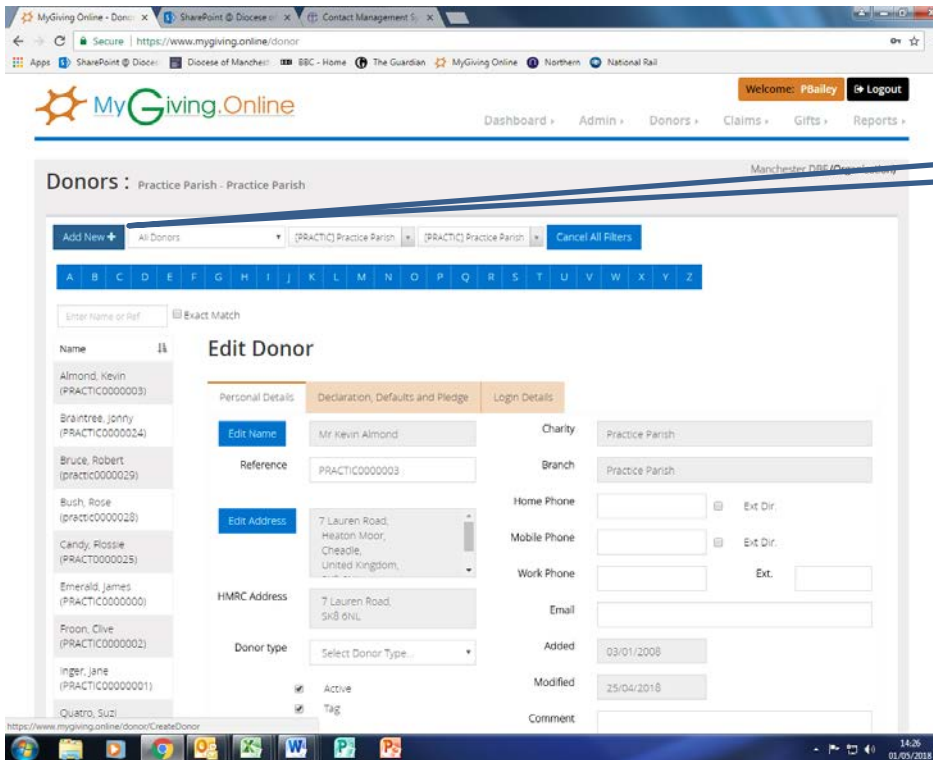 MyGiving Online - Dono
SharePoint @ Diocese of
Contact Management Sy
Secure | https://www.mygiving.online/donor
Apps SharePoint @ Dioce Diocese of Manchest BBC - Home The Guardian MyGiving Online Northern National Rail
MyGiving.Online
Welcome: PBailey Logout
Dashboard Admin Donors Claims Gifts Reports
Donors : Practice Parish - Practice Parish
Manchester DBF
Add New All Donors [PRACTIC] Practice Parish [PRACTIC] Practice Parish Cancel All Filters
A B C D E F G H I J K L M N O P Q R S T U V W X Y Z
Enter Name or Ref Exact Match
Name
Almond, Kevin
(PRACTIC0000003)
Braintree, Jonny
(PRACTIC0000024)
Bruce, Robert
(practic0000029)
Bush, Rose
(practic0000028)
Candy, Flossie
(PRACT0000025)
Emerald, James
(PRACTIC0000000)
Froon, Clive
(PRACTIC0000002)
Inger, Jane
(PRACTIC00000001)
Quatro, Suzi
Edit Donor
Personal Details Declaration, Defaults and Pledge Login Details
Edit Name Mr Kevin Almond
Reference PRACTIC0000003
Edit Address 7 Lauren Road,
Heaton Moor,
Cheadle,
United Kingdom,
HMRC Address 7 Lauren Road,
SK8 6NL
Donor type Select Donor Type...
Active
Tag
Charity Practice Parish
Branch Practice Parish
Home Phone Ext Dir.
Mobile Phone Ext Dir.
Work Phone Ext.
Email
Added 03/01/2008
Modified 25/04/2018
Comment
https://www.mygiving.online/donor/CreateDonor
14:26
01/05/2018